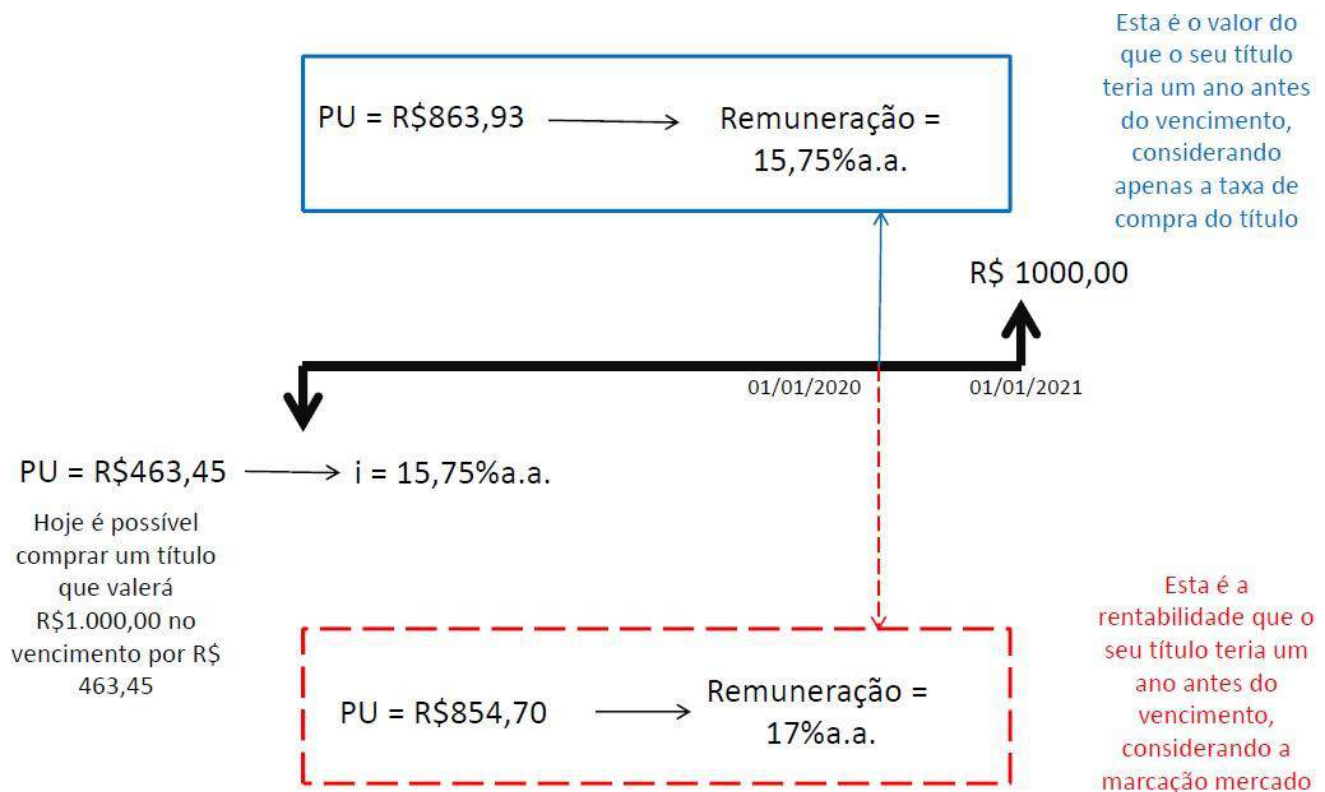 Esta é o valor do
que o seu título
teria um ano antes
do vencimento,
considerando
apenas a taxa de
compra do título
PU = R$863,93
Remuneração =
15,75%a.a.
R$ 1000,00
01/01/2020
01/01/2021
PU = R$463,45
i = 15,75%a.a.
Hoje é possível
comprar um título
que valerá
R$1.000,00 no
vencimento por R$
463,45
PU = R$854,70
Remuneração =
17%a.a.
Esta é a
rentabilidade que o
seu título teria um
ano antes do
vencimento,
considerando a
marcação mercado